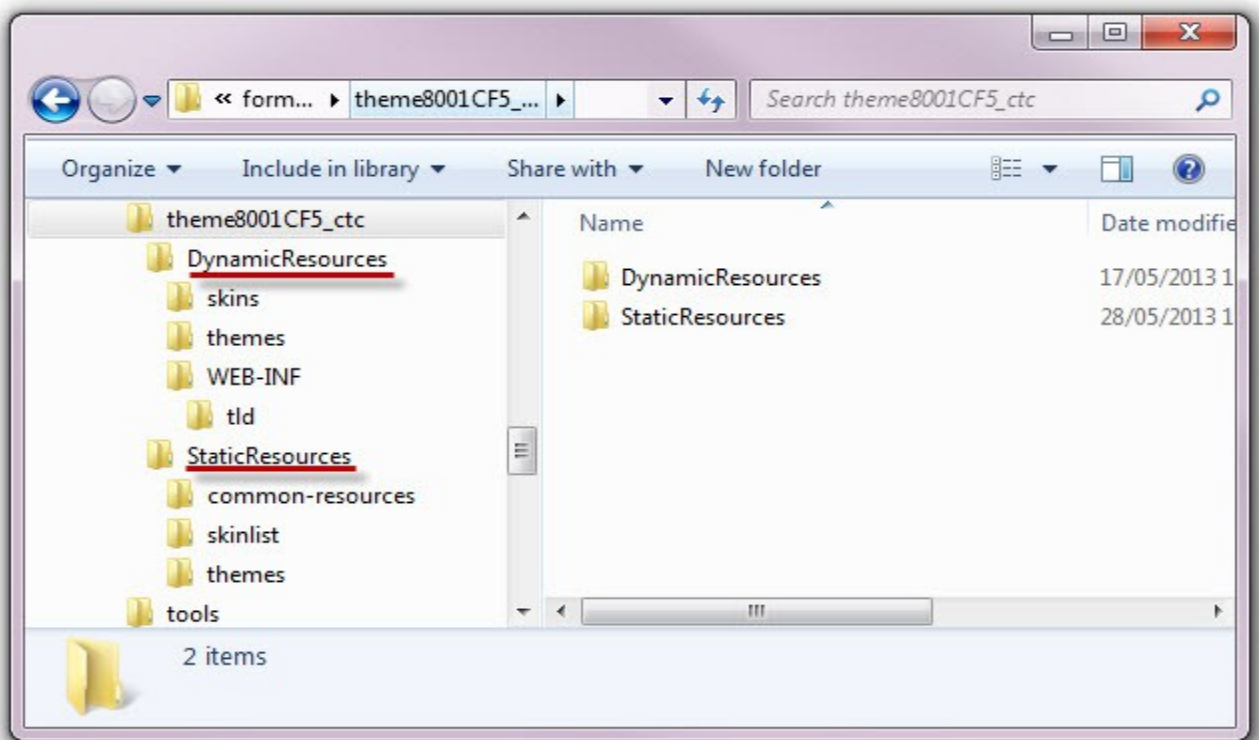 « form... theme8001CF5_... Search theme8001CF5_ctc
Organize Include in library Share with New folder
theme8001CF5_ctc
DynamicResources
skins
themes
WEB-INF
tld
StaticResources
common-resources
skinlist
themes
tools
Name Date modifie
DynamicResources 17/05/2013 1
StaticResources 28/05/2013 1
2 items